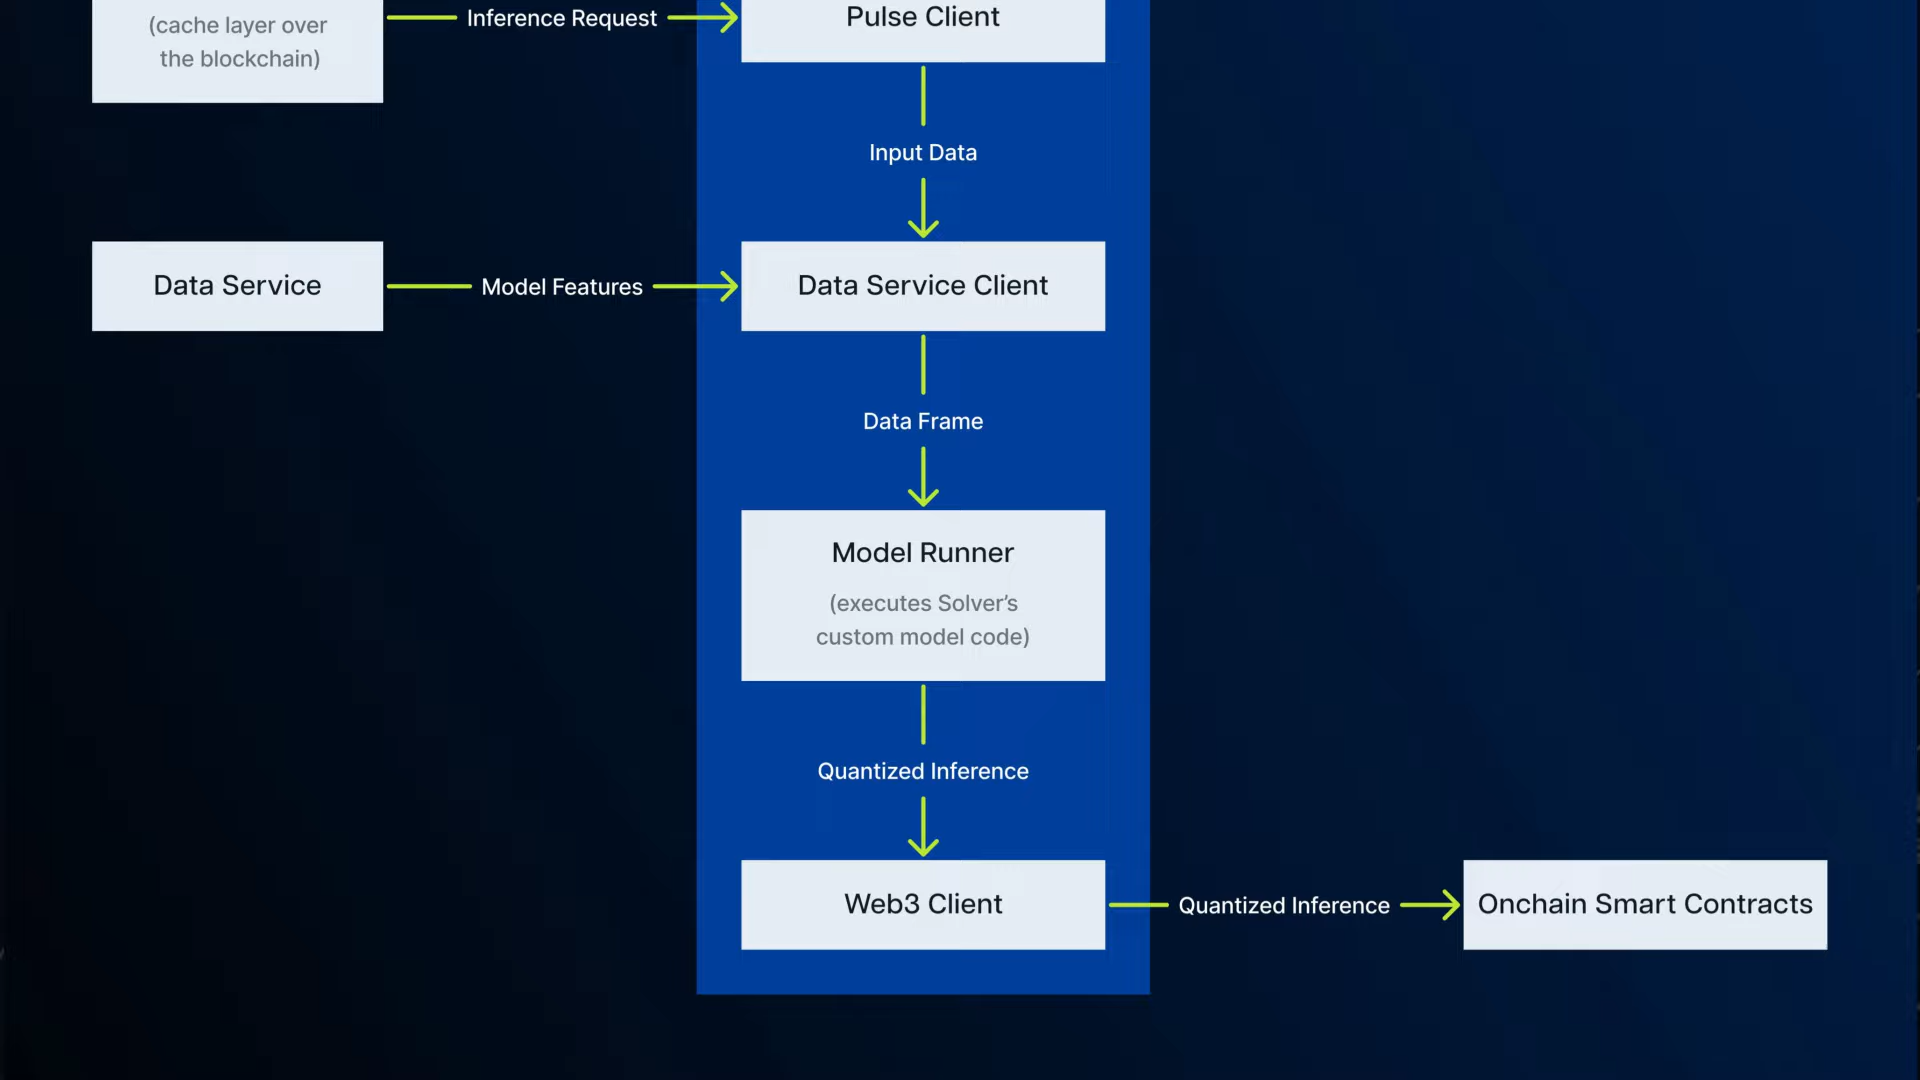 (cache layer over
the blockchain)
Inference Request
Pulse Client
Input Data
Data Service
Model Features
Data Service Client
Data Frame
Model Runner
(executes Solver’s
custom model code)
Quantized Inference
Web3 Client
Quantized Inference
Onchain Smart Contracts